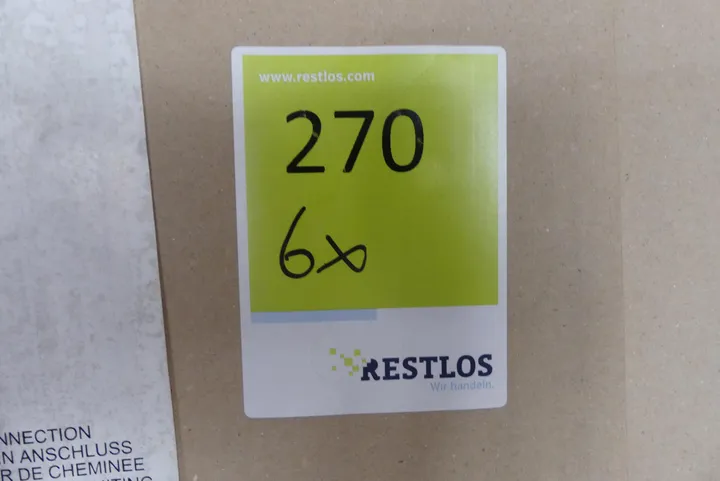 www.restlos.com
270
6x
RESTLOS
Wir handeln.
NNECTION
N ANSCHLUSS
R DE CHEMINEE